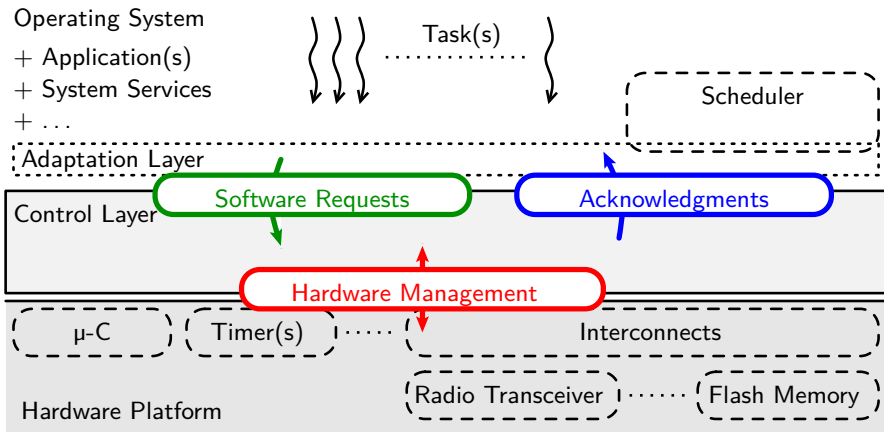 Operating System
+ Application(s)
+ System Services
+ ...
Task(s)
Scheduler
Adaptation Layer
Software Requests
Acknowledgments
Control Layer
Hardware Management
µ-C
Timer(s)
Interconnects
Radio Transceiver
Flash Memory
Hardware Platform